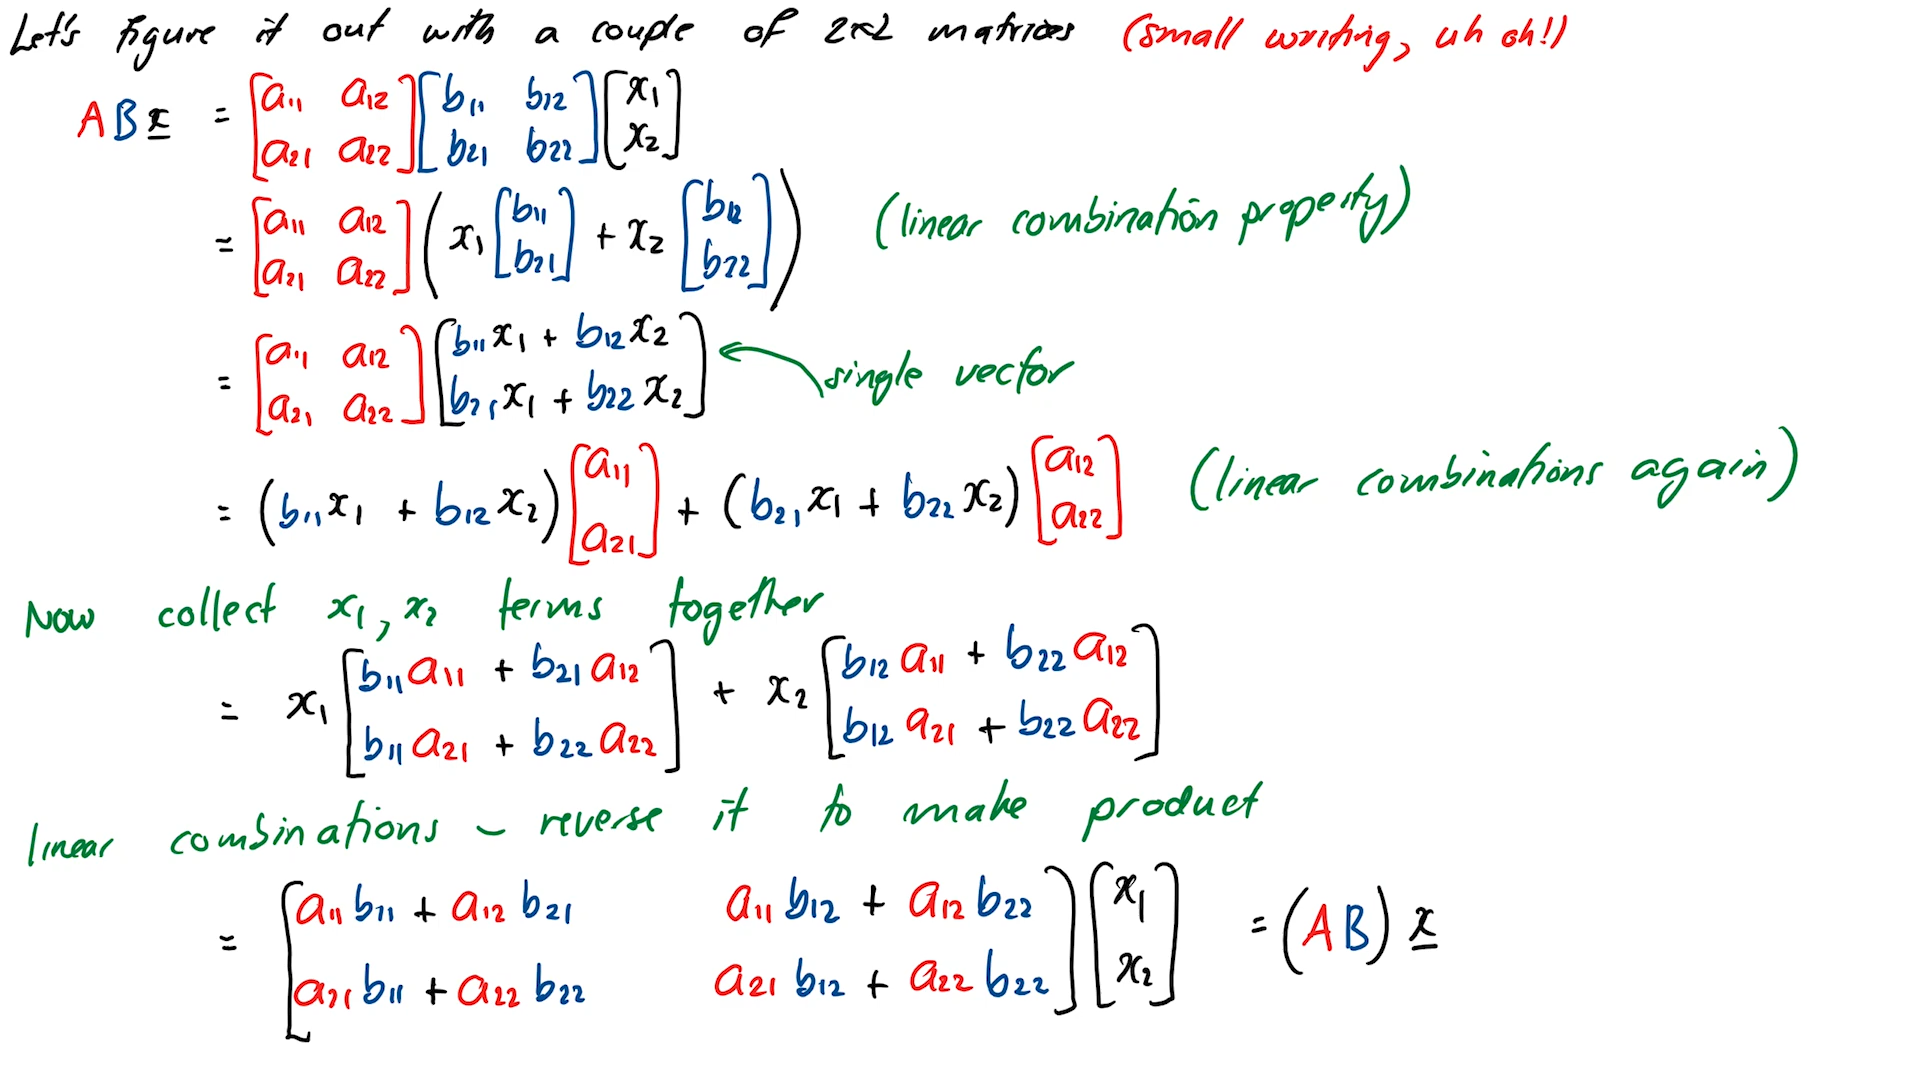 Let's figure it out with a couple of 2×2 matrices (small writing, uh oh!)
ABx = [a11 a12; a21 a22] [b11 b12; b21 b22] [x1; x2]
= [a11 a12; a21 a22] ( x1 [b11; b21] + x2 [b12; b22] ) (linear combination property)
= [a11 a12; a21 a22] [b11x1 + b12x2; b21x1 + b22x2] single vector
= (b11x1 + b12x2) [a11; a21] + (b21x1 + b22x2) [a12; a22] (linear combinations again)
Now collect x1, x2 terms together
= x1 [b11a11 + b21a12; b11a21 + b22a22] + x2 [b12a11 + b22a12; b12a21 + b22a22]
linear combinations - reverse it to make product
= [a11b11 + a12b21 a11b12 + a12b22; a21b11 + a22b22 a21b12 + a22b22] [x1; x2] = (AB)x